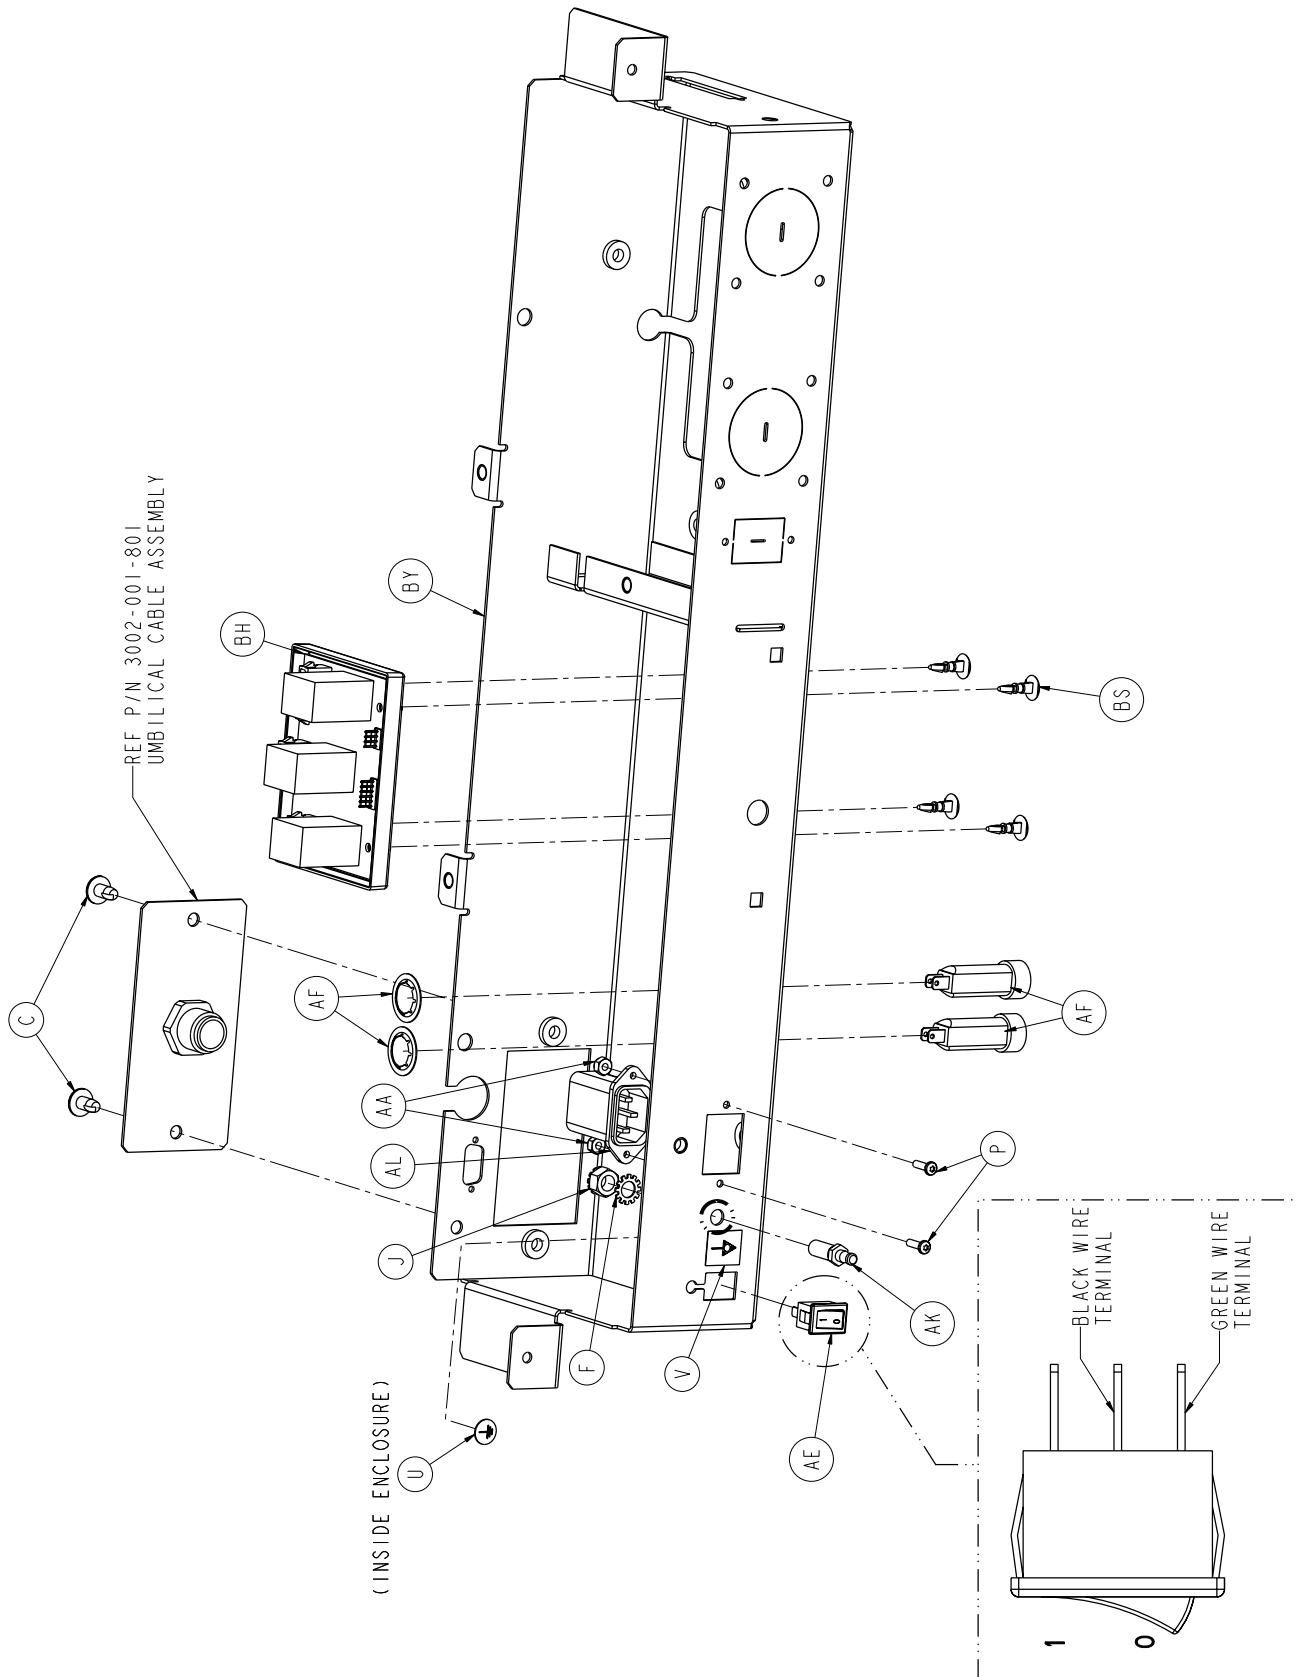 REF P/N 3002-001-801
UMBILICAL CABLE ASSEMBLY
C
BH
BY
AF
AA
AL
J
BS
AF
P
F
V
AK
AE
U
(INSIDE ENCLOSURE)
BLACK WIRE
TERMINAL
GREEN WIRE
TERMINAL
1
0